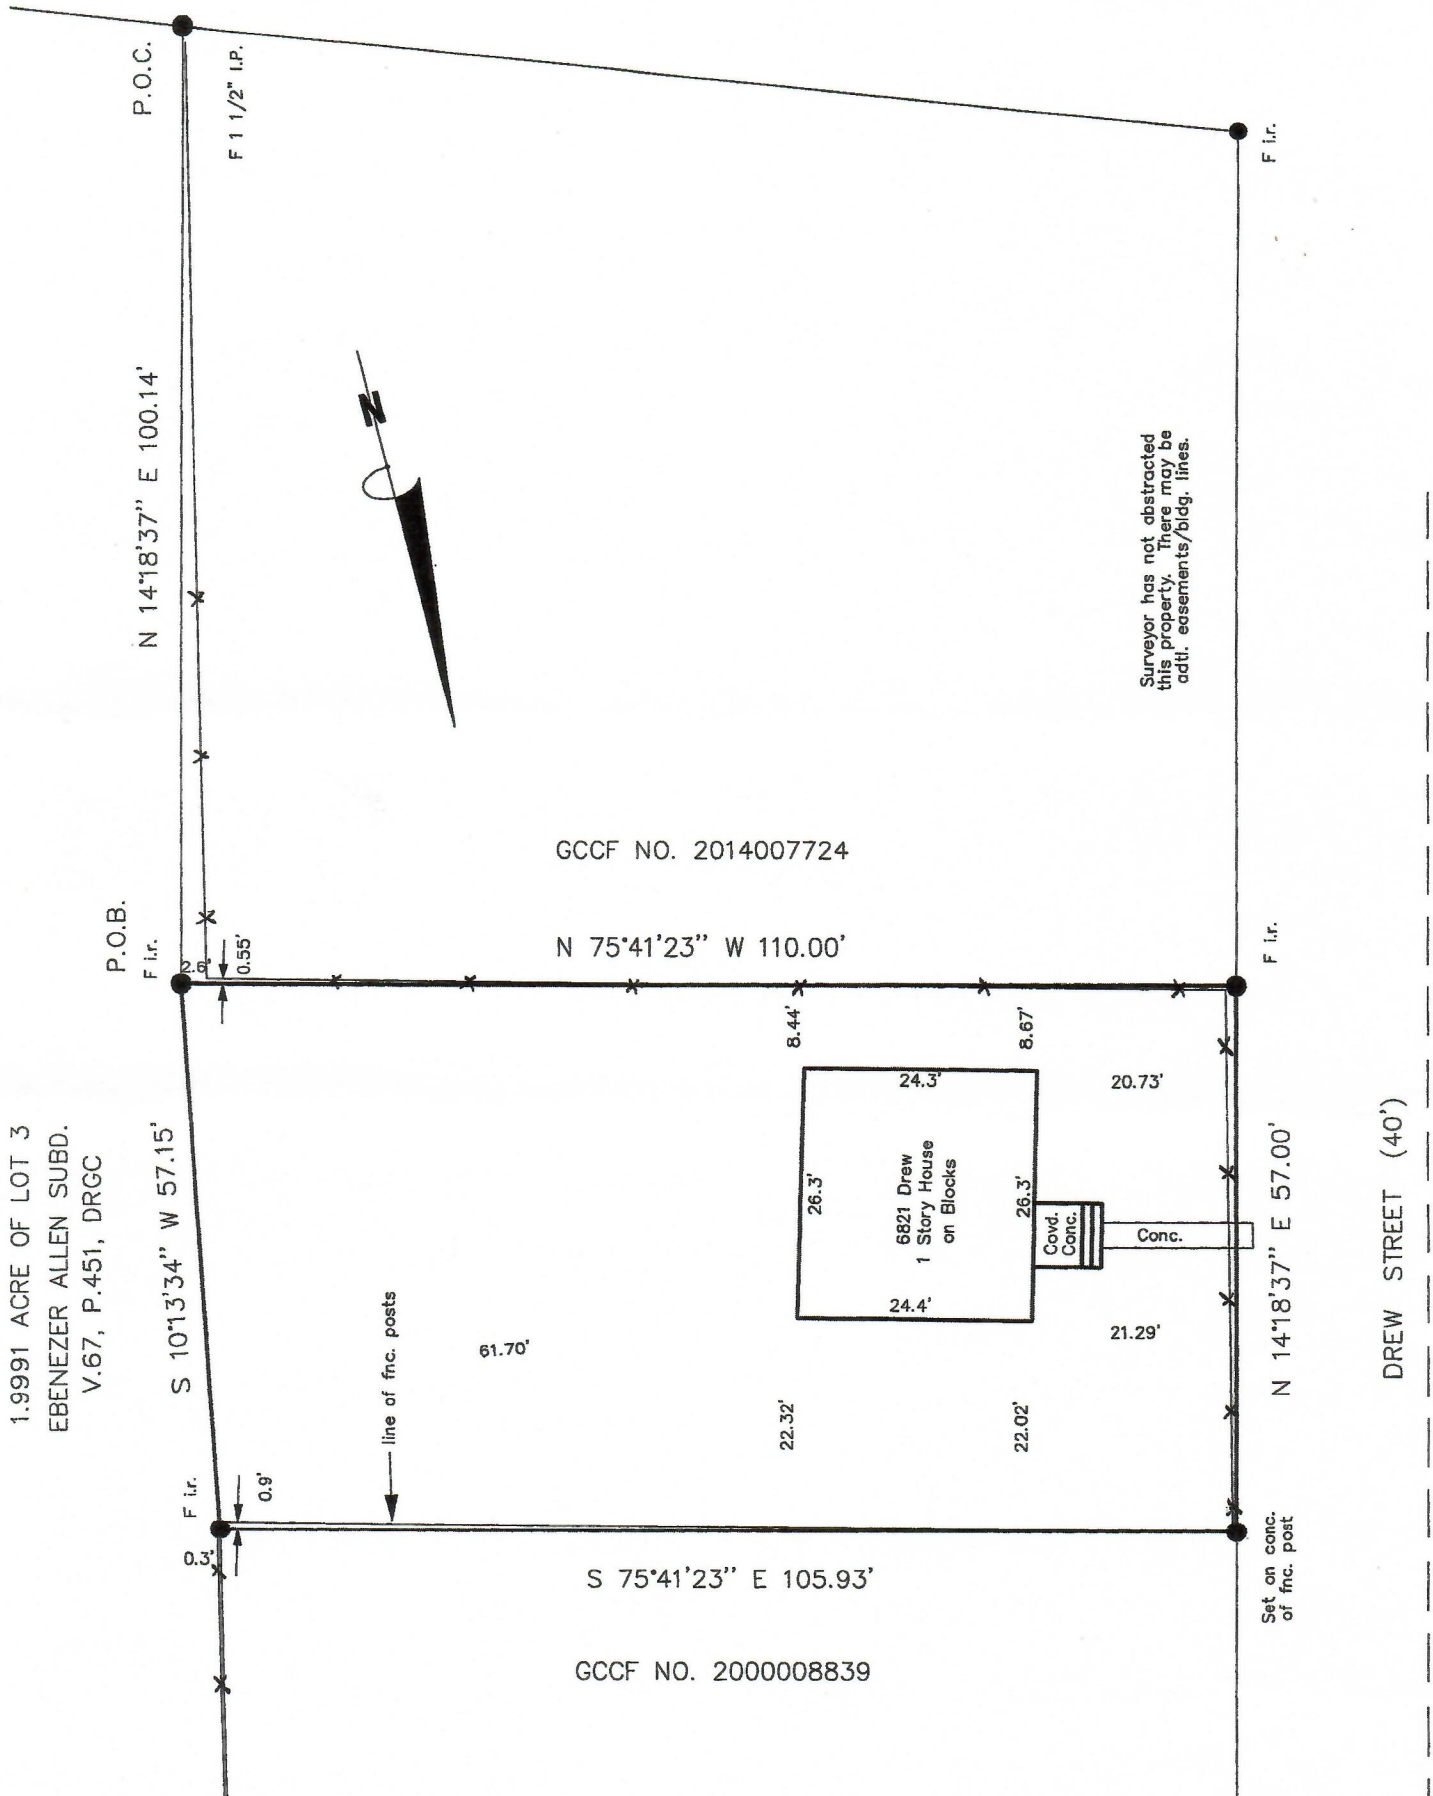 P.O.C.
F 1 1/2" I.P.
F i.r.
N 14°18'37" E 100.14'
N
Surveyor has not abstracted
this property. There may be
adtl. easements/bldg. lines.
GCCF NO. 2014007724
P.O.B.
F i.r.
2.6'
0.55'
N 75°41'23" W 110.00'
F i.r.
8.44'
8.67'
24.3'
20.73'
1.9991 ACRE OF LOT 3
EBENEZER ALLEN SUBD.
V.67, P.451, DRGC
S 10°13'34" W 57.15'
26.3'
6821 Drew
1 Story House
on Blocks
26.3'
Covd.
Conc.
Conc.
N 14°18'37" E 57.00'
DREW STREET (40')
24.4'
21.29'
61.70'
line of fnc. posts
22.32'
22.02'
F i.r.
0.9'
0.3'
Set on conc.
of fnc. post
S 75°41'23" E 105.93'
GCCF NO. 2000008839